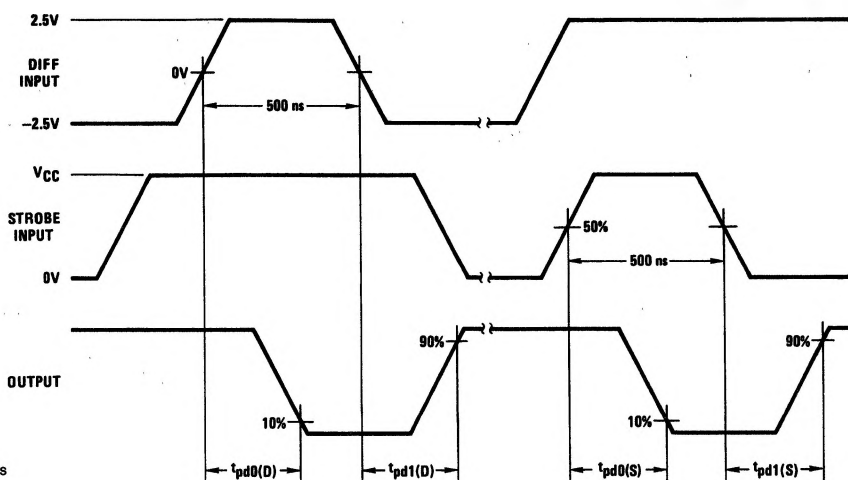 2.5V
DIFF
INPUT
0V
500 ns
–2.5V
VCC
STROBE
INPUT
50%
500 ns
0V
90%
90%
OUTPUT
10%
10%
s
tpd0(D)
tpd1(D)
tpd0(S)
tpd1(S)